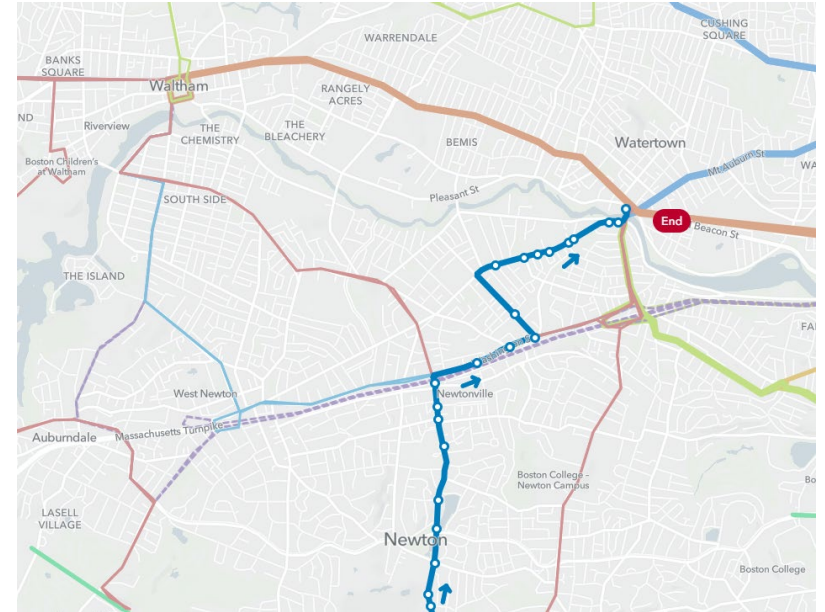 CUSHING
SQUARE
WARRENDALE
BANKS
SQUARE
Waltham
RANGELY
ACRES
ND
Riverview
THE
CHEMISTRY
THE
BLEACHERY
BEMIS
Watertown
Boston Children's
at Waltham
Mt Auburn St
WA
Pleasant St
SOUTH SIDE
End
Beacon St
THE ISLAND
FA
West Newton
Newtonville
Auburndale
Massachusetts Turnpike
Boston College -
Newton Campus
Bo
LASELL
VILLAGE
Newton
Boston College